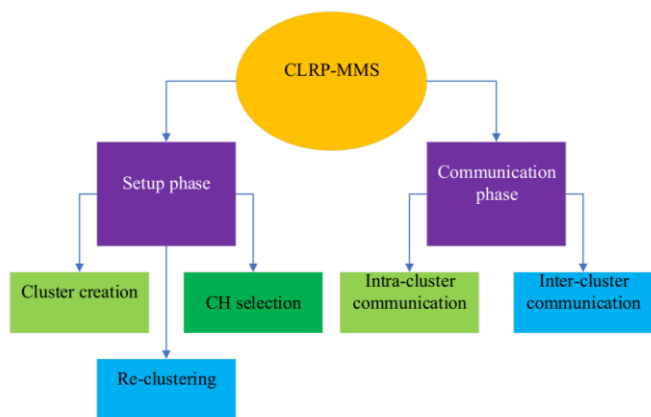 CLRP-MMS
Setup phase
Communication
phase
Cluster creation
CH selection
Intra-cluster
communication
Inter-cluster
communication
Re-clustering